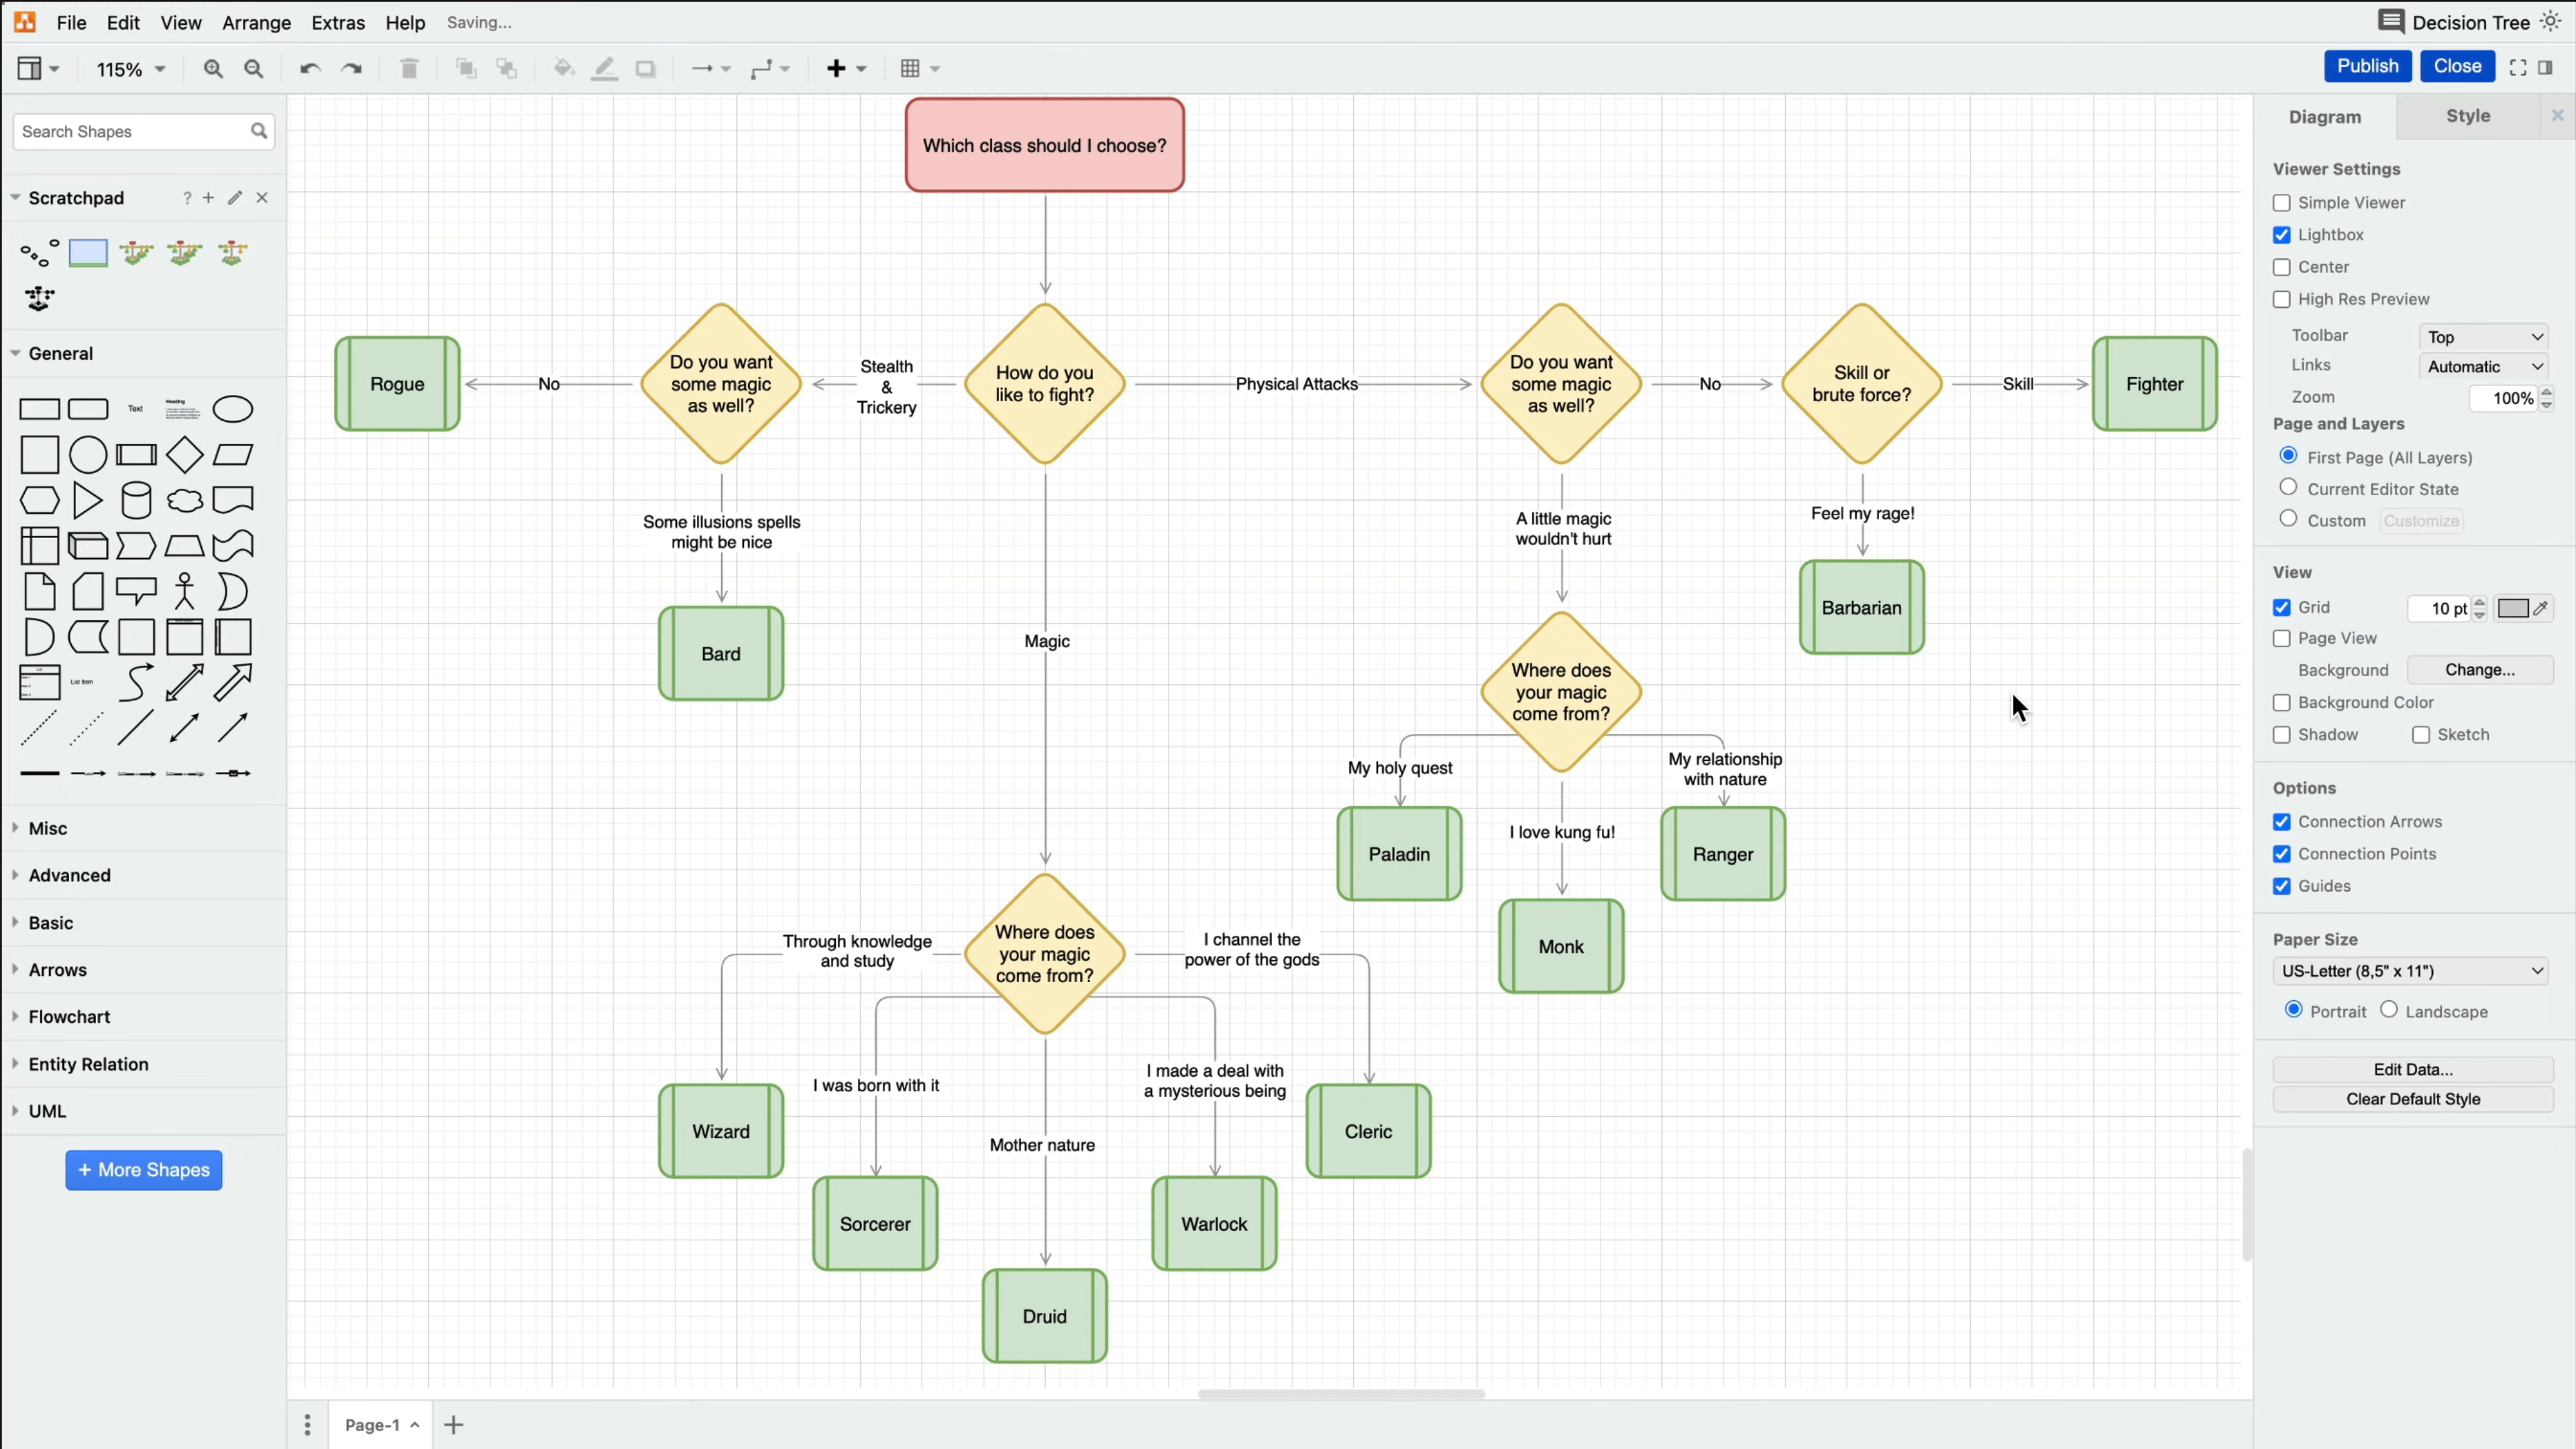 File Edit View Arrange Extras Help Saving... Decision Tree
115% Publish Close
Search Shapes
Scratchpad ?
General
Text Heading
List
List Item
Misc
Advanced
Basic
Arrows
Flowchart
Entity Relation
UML
+ More Shapes
Which class should I choose?
Rogue
No
Do you want
some magic
as well?
Stealth
&
Trickery
How do you
like to fight?
Physical Attacks
Do you want
some magic
as well?
No
Skill or
brute force?
Skill
Fighter
Some illusions spells
might be nice
Bard
Magic
A little magic
wouldn't hurt
Feel my rage!
Barbarian
Where does
your magic
come from?
My holy quest
My relationship
with nature
I love kung fu!
Paladin
Ranger
Monk
Through knowledge
and study
Where does
your magic
come from?
I channel the
power of the gods
I was born with it
I made a deal with
a mysterious being
Mother nature
Wizard
Cleric
Sorcerer
Warlock
Druid
Page-1
Diagram Style
Viewer Settings
Simple Viewer
Lightbox
Center
High Res Preview
Toolbar Top
Links Automatic
Zoom 100%
Page and Layers
First Page (All Layers)
Current Editor State
Custom Customize
View
Grid 10 pt
Page View
Background Change...
Background Color
Shadow Sketch
Options
Connection Arrows
Connection Points
Guides
Paper Size
US-Letter (8,5" x 11")
Portrait Landscape
Edit Data...
Clear Default Style